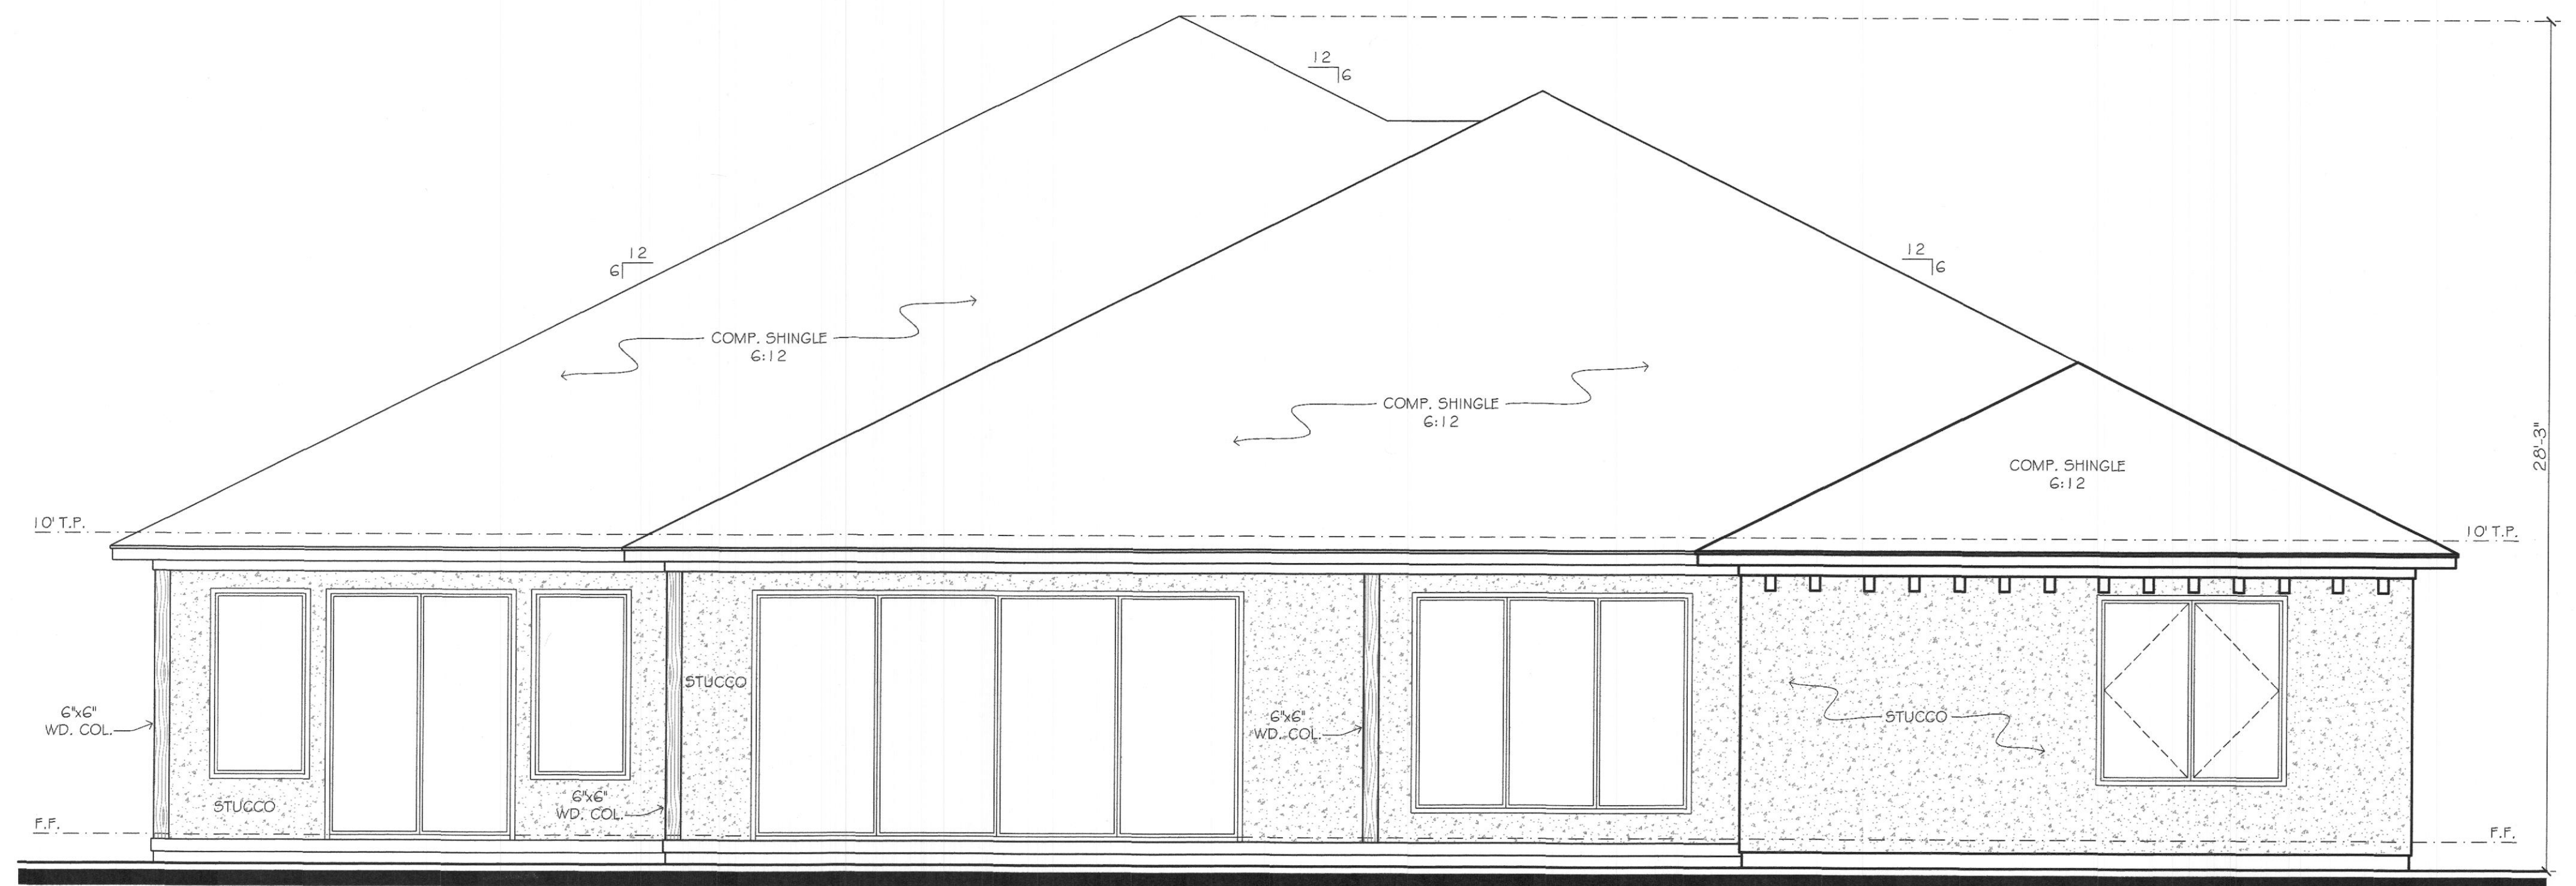 12
6
12
6
12
6
COMP. SHINGLE
6:12
COMP. SHINGLE
6:12
COMP. SHINGLE
6:12
28'-3"
10' T.P.
10' T.P.
STUCCO
6"x6"
WD. COL.
6"x6"
WD. COL.
STUCCO
STUCCO
6"x6"
WD. COL.
F.F.
F.F.